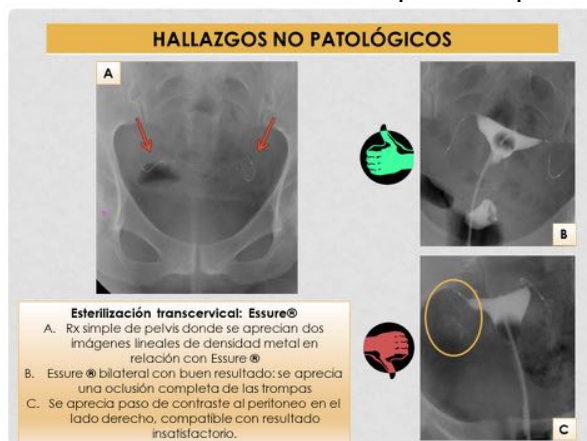 HALLAZGOS NO PATOLÓGICOS
A
B
Esterilización transcervical: Essure®
A. Rx simple de pelvis donde se aprecian dos
imágenes lineales de densidad metal en
relación con Essure ®
B. Essure ® bilateral con buen resultado: se aprecia
una oclusión completa de las trompas
C. Se aprecia paso de contraste al peritoneo en el
lado derecho, compatible con resultado
insatisfactorio.
C